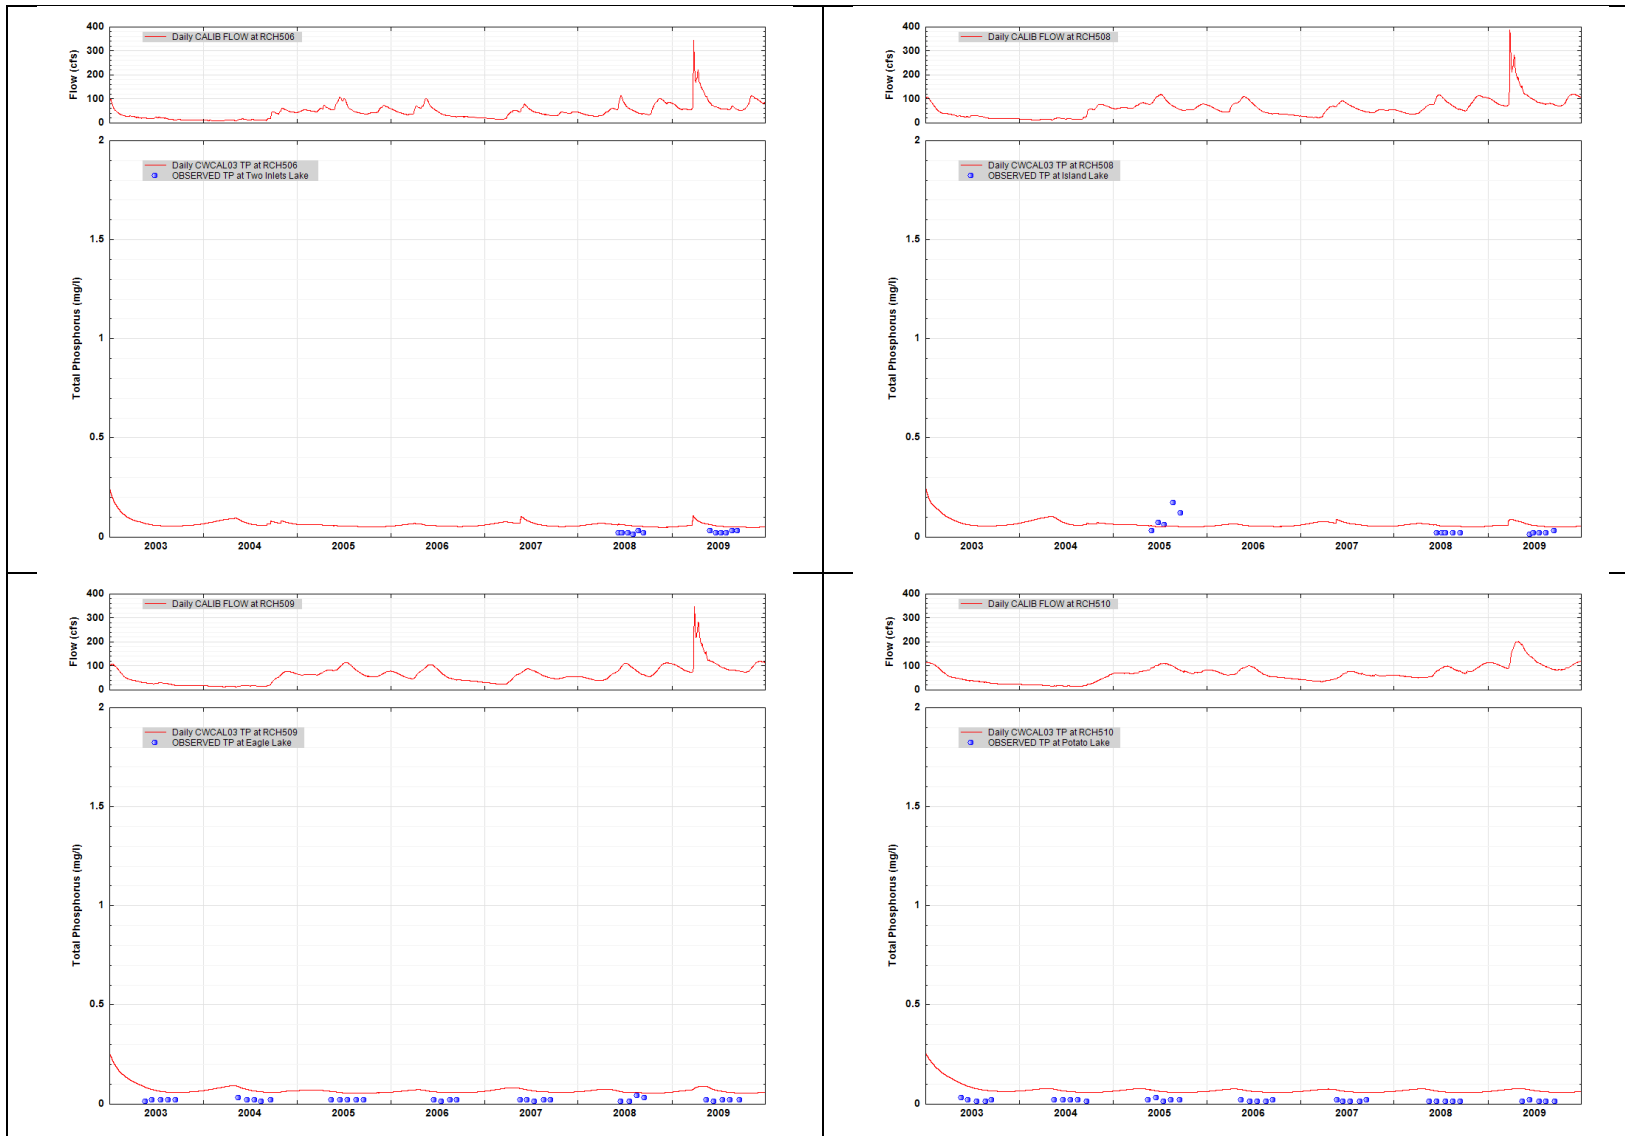 Flow (cfs)
400
300
200
100
0
Daily CALIB FLOW at RCH506
Total Phosphorus (mg/l)
2
1.5
1
0.5
0
Daily CWCAL03 TP at RCH506
OBSERVED TP at Two Inlets Lake
2003 2004 2005 2006 2007 2008 2009
Flow (cfs)
400
300
200
100
0
Daily CALIB FLOW at RCH508
Total Phosphorus (mg/l)
2
1.5
1
0.5
0
Daily CWCAL03 TP at RCH508
OBSERVED TP at Island Lake
2003 2004 2005 2006 2007 2008 2009
Flow (cfs)
400
300
200
100
0
Daily CALIB FLOW at RCH509
Total Phosphorus (mg/l)
2
1.5
1
0.5
0
Daily CWCAL03 TP at RCH509
OBSERVED TP at Eagle Lake
2003 2004 2005 2006 2007 2008 2009
Flow (cfs)
400
300
200
100
0
Daily CALIB FLOW at RCH510
Total Phosphorus (mg/l)
2
1.5
1
0.5
0
Daily CWCAL03 TP at RCH510
OBSERVED TP at Potato Lake
2003 2004 2005 2006 2007 2008 2009